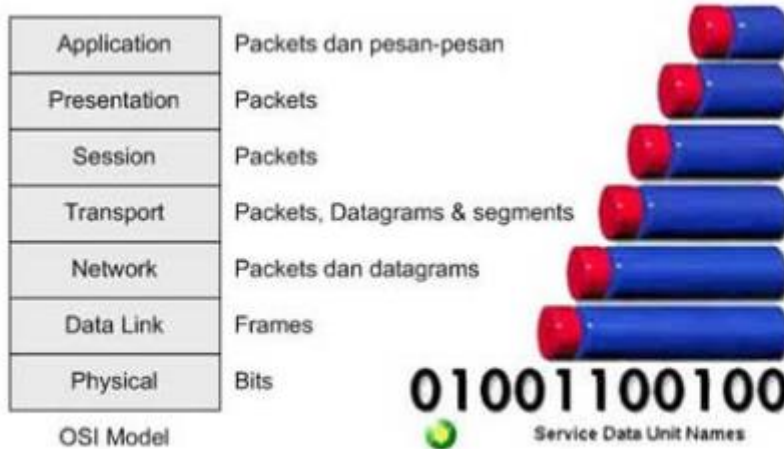 Application Packets dan pesan-pesan
Presentation Packets
Session Packets
Transport Packets, Datagrams & segments
Network Packets dan datagrams
Data Link Frames
Physical Bits
01001100100
OSI Model
Service Data Unit Names